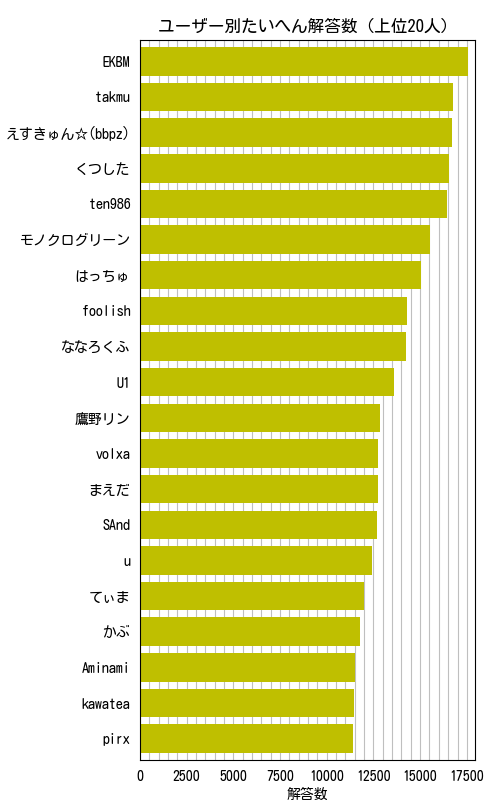 ユーザー別たいへん解答数 (上位20人)
EKBM
takmu
えすきゅん☆(bbpz)
くつした
ten986
モノクログリーン
はっちゅ
foolish
ななろくふ
U1
鷹野リン
volxa
まえだ
SAnd
u
てぃま
かぶ
Aminami
kawatea
pirx
0 2500 5000 7500 10000 12500 15000 17500
解答数